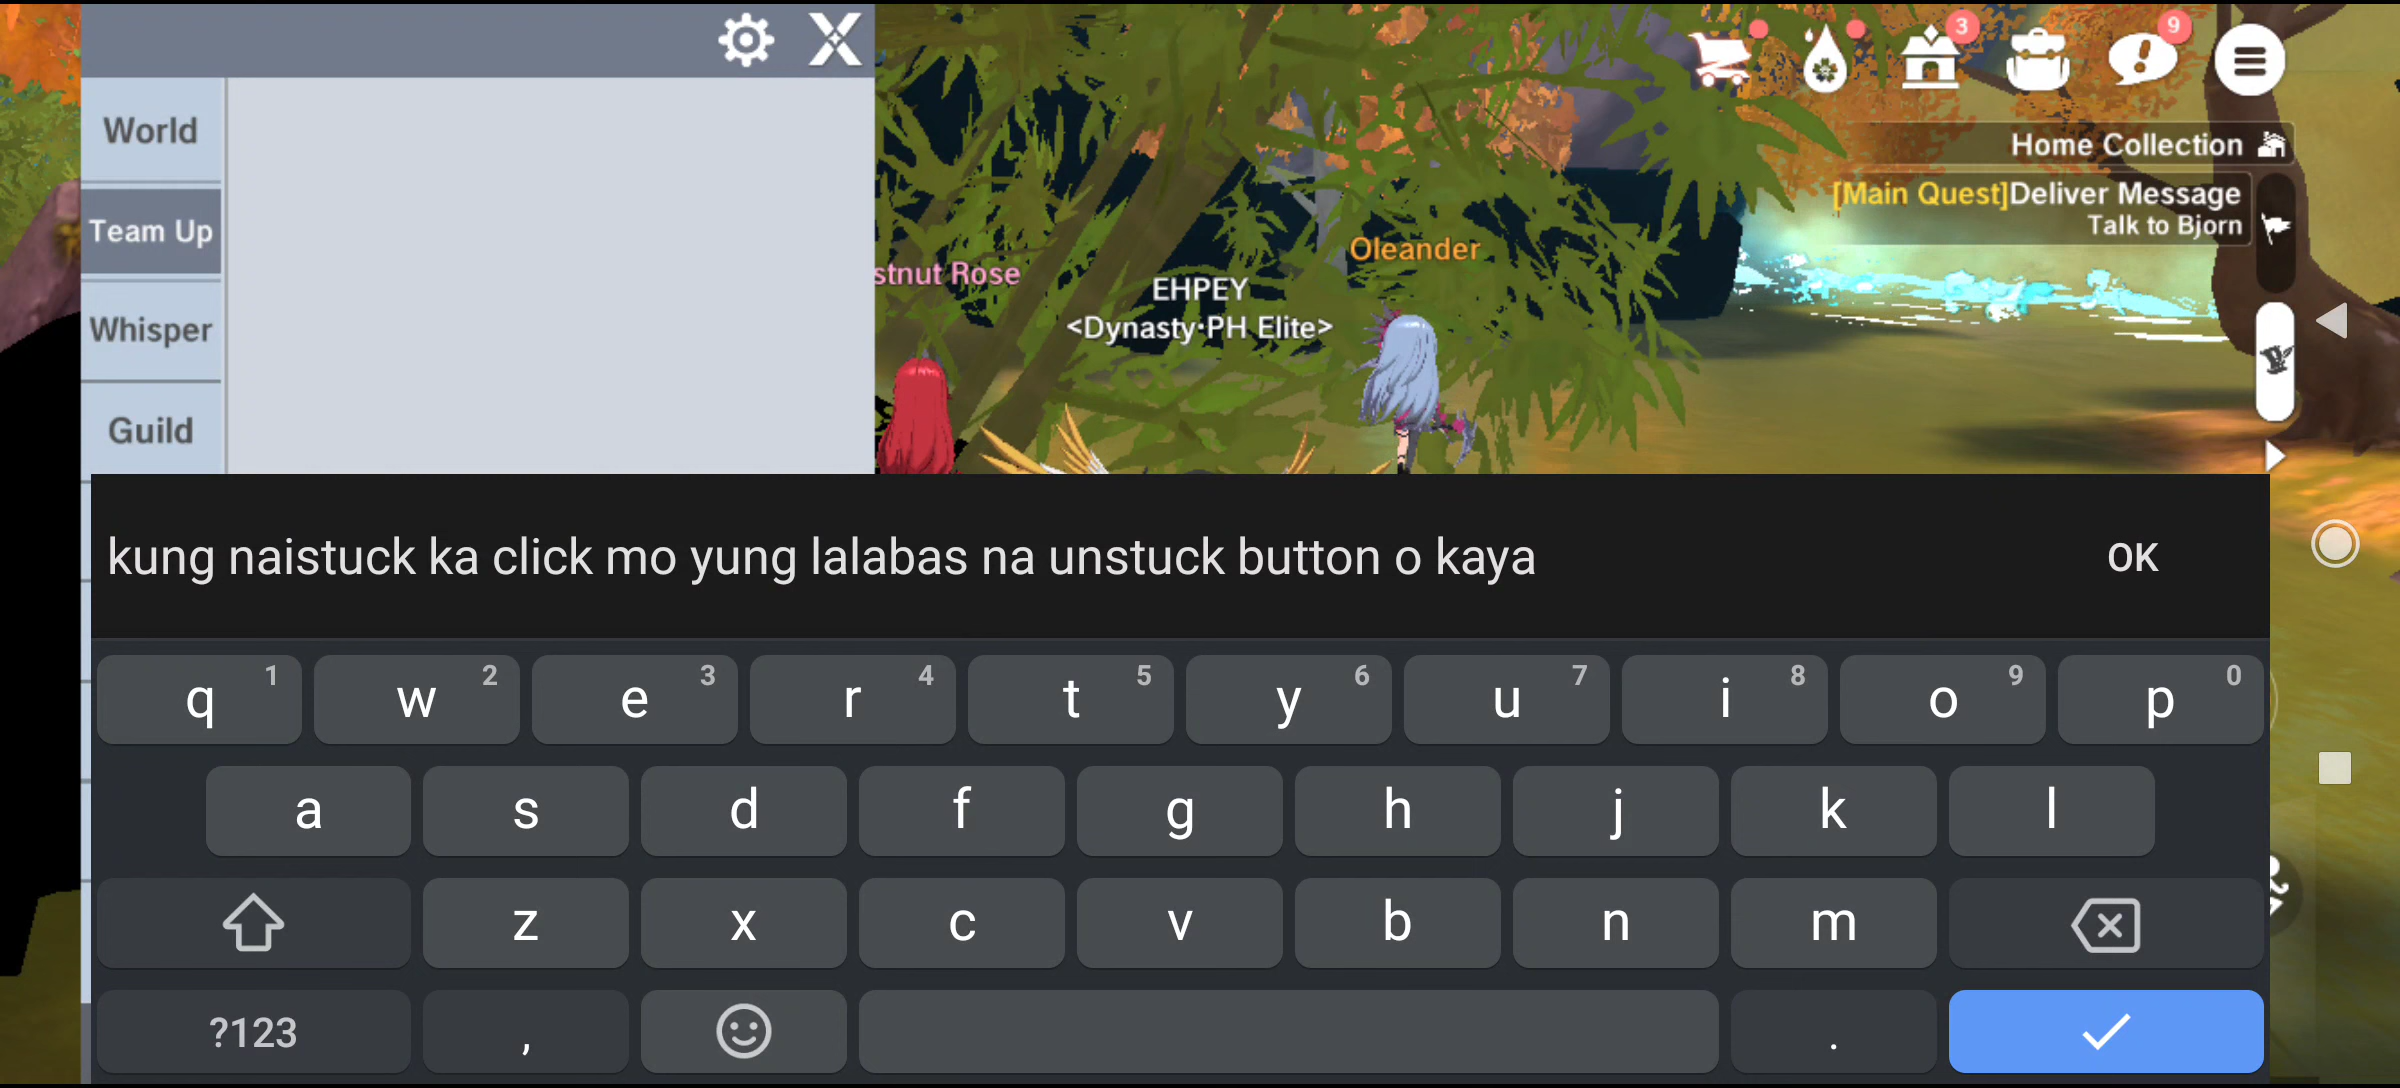 World
Team Up
Whisper
Guild
3
9
Home Collection
[Main Quest]Deliver Message
Talk to Bjorn
stnut Rose
EHPEY
<Dynasty·PH Elite>
Oleander
kung naistuck ka click mo yung lalabas na unstuck button o kaya
OK
q 1 w 2 e 3 r 4 t 5 y 6 u 7 i 8 o 9 p 0
a s d f g h j k l
z x c v b n m
?123 , .